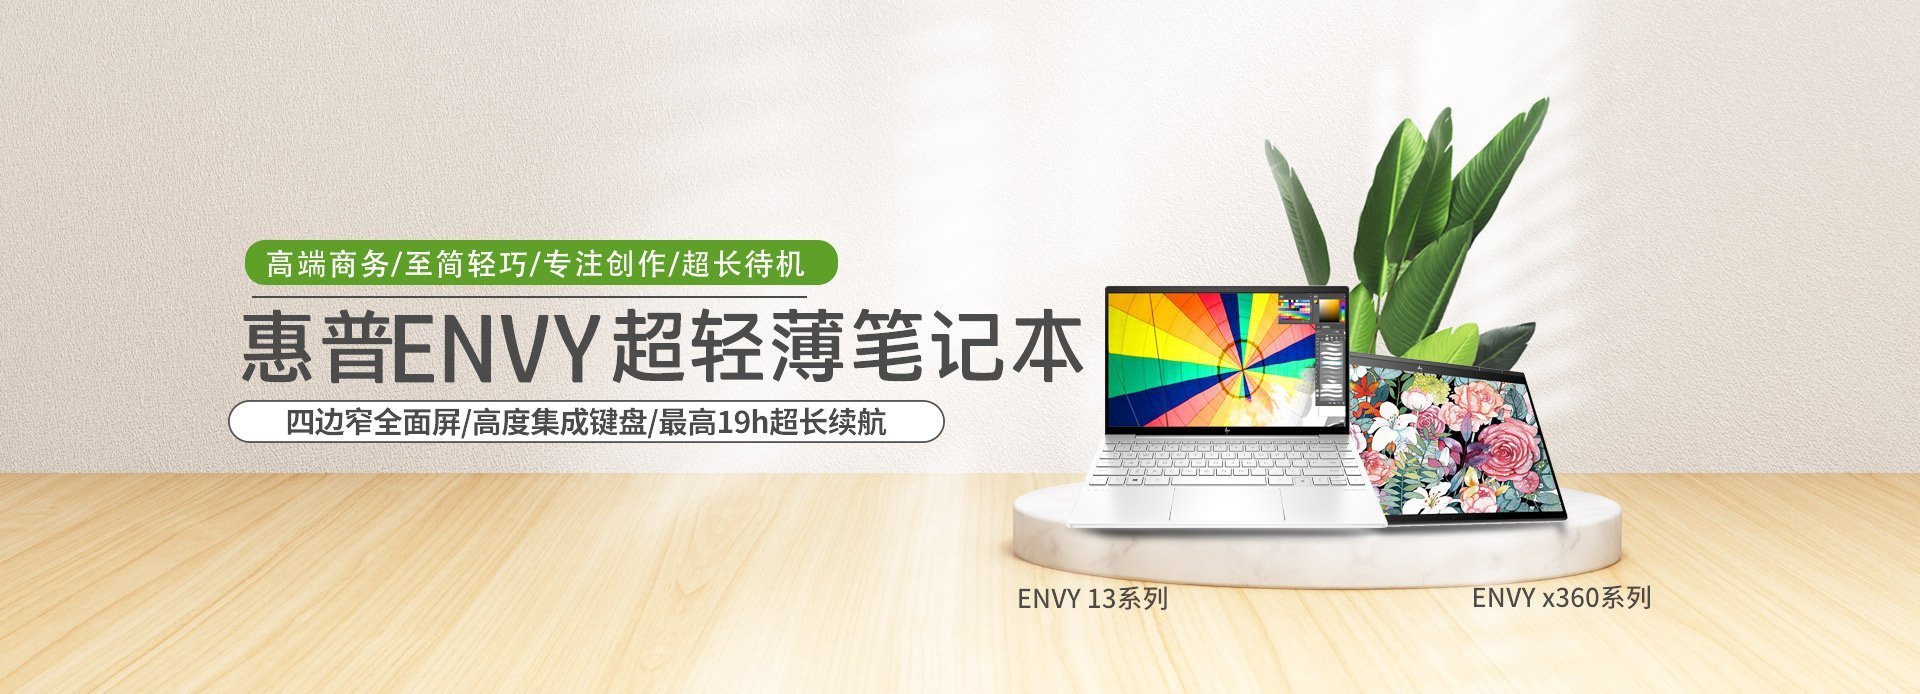 高端商务/至简轻巧/专注创作/超长待机
惠普ENVY超轻薄笔记本
四边窄全面屏/高度集成键盘/最高19h超长续航
ENVY 13系列
ENVY x360系列